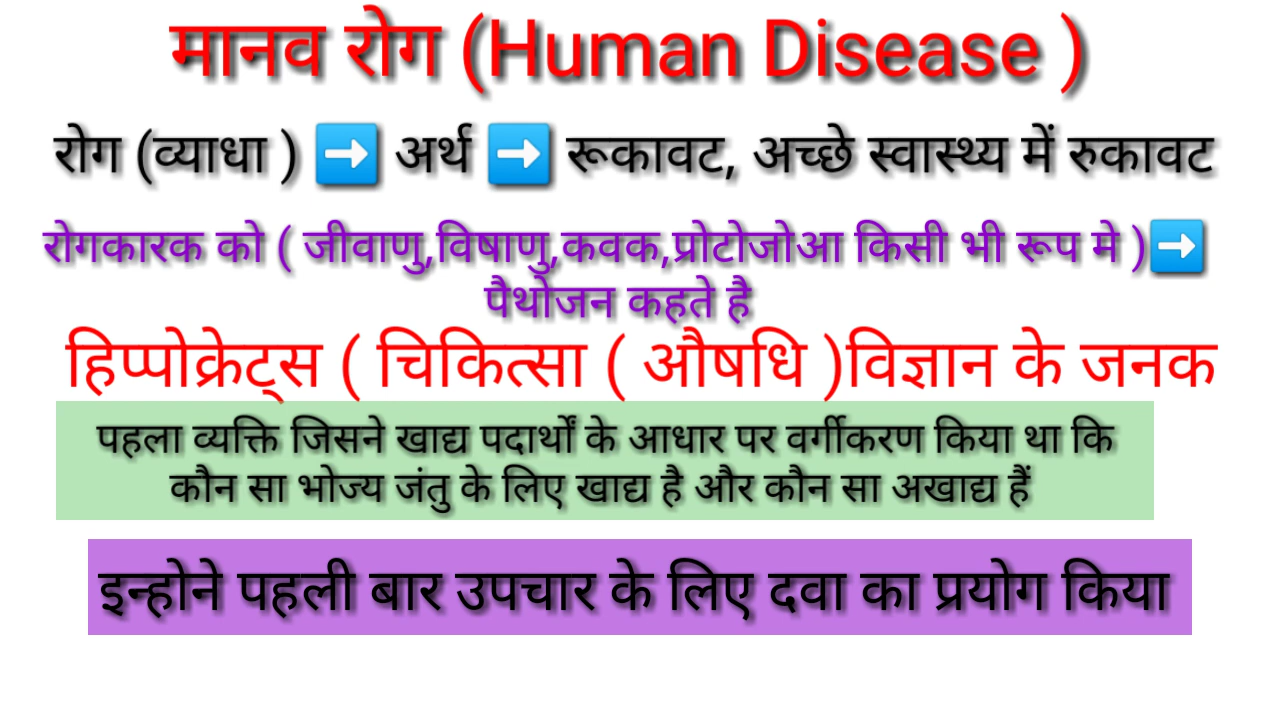 मानव रोग (Human Disease )
रोग (व्याधा ) ➡️ अर्थ ➡️ रूकावट, अच्छे स्वास्थ्य में रुकावट
रोगकारक को ( जीवाणु,विषाणु,कवक,प्रोटोजोआ किसी भी रूप मे )➡️
पैथोजन कहते है
हिप्पोक्रेट्स ( चिकित्सा ( औषधि )विज्ञान के जनक
पहला व्यक्ति जिसने खाद्य पदार्थों के आधार पर वर्गीकरण किया था कि
कौन सा भोज्य जंतु के लिए खाद्य है और कौन सा अखाद्य हैं
इन्होने पहली बार उपचार के लिए दवा का प्रयोग किया